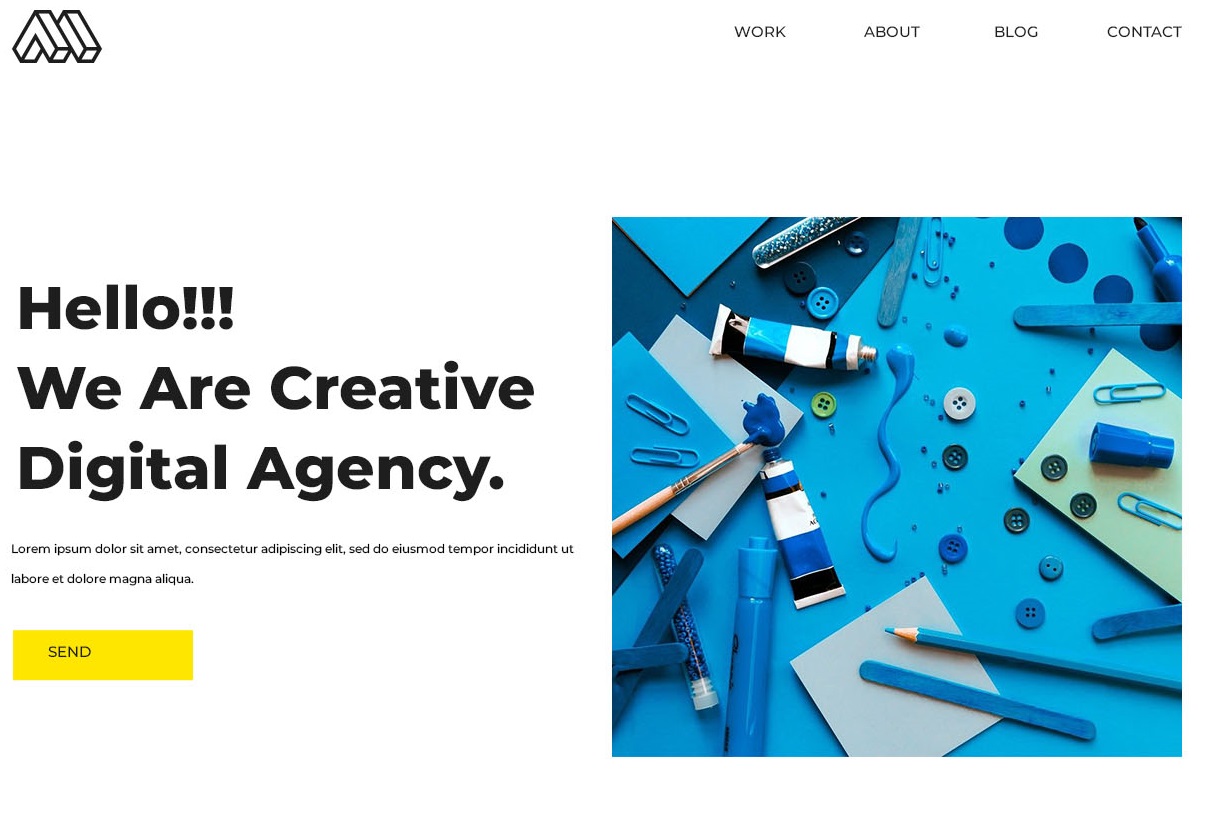 WORK
ABOUT
BLOG
CONTACT
Hello!!!
We Are Creative
Digital Agency.
Lorem ipsum dolor sit amet, consectetur adipiscing elit, sed do eiusmod tempor incididunt ut
labore et dolore magna aliqua.
SEND